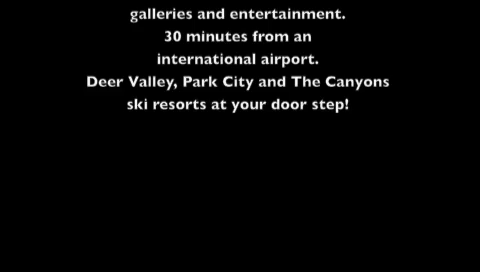 galleries and entertainment.
30 minutes from an
international airport.
Deer Valley, Park City and The Canyons
ski resorts at your door step!